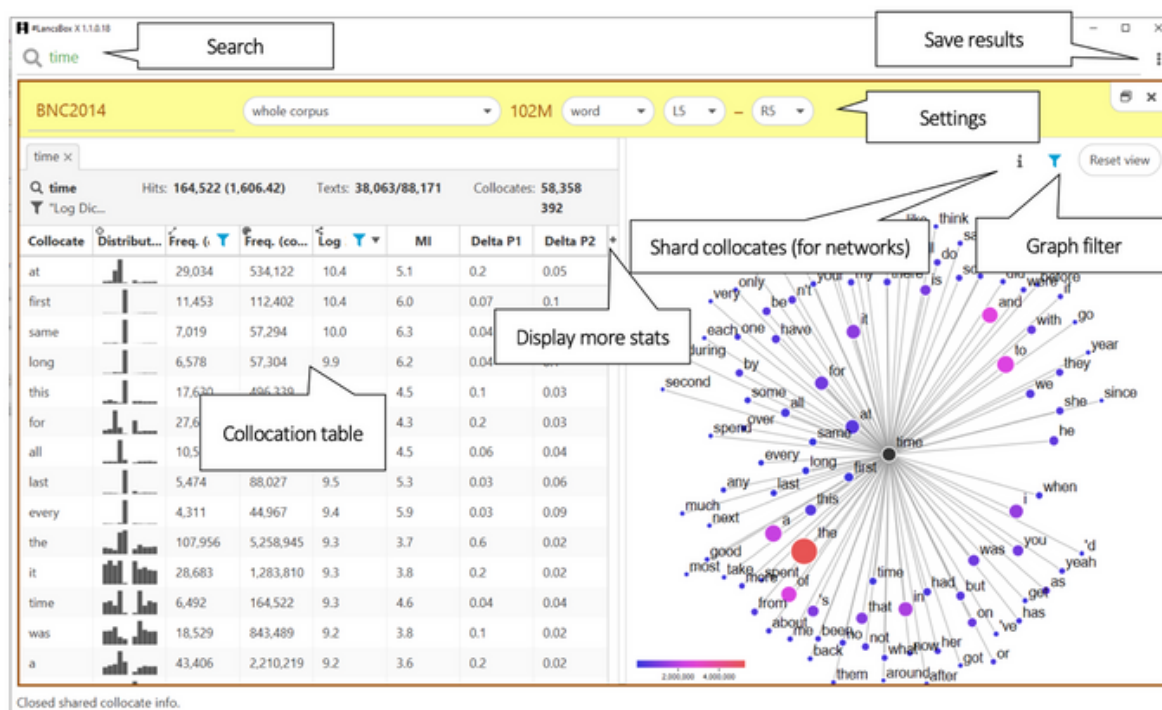 #LancsBox X 1.1.0.18
time
Search
Save results
BNC2014 whole corpus 102M word L5 – R5
Settings
time ×
time Hits: 164,522 (1,606.42) Texts: 38,063/88,171 Collocates: 58,358
"Log Dic... 392
Reset view
Shard collocates (for networks)
Graph filter
Collocate Distribut... Freq. ( Freq. (co... Log MI Delta P1 Delta P2 +
at 29,034 534,122 10.4 5.1 0.2 0.05
first 11,453 112,402 10.4 6.0 0.07 0.1
same 7,019 57,294 10.0 6.3 0.04
long 6,578 57,304 9.9 6.2 0.04
this 17,630 496,339 4.5 0.1 0.03
for 4.3 0.2 0.03
all 4.5 0.06 0.04
last 5,474 88,027 9.5 5.3 0.03 0.06
every 4,311 44,967 9.4 5.9 0.03 0.09
the 107,956 5,258,945 9.3 3.7 0.6 0.02
it 28,683 1,283,810 9.3 3.8 0.2 0.02
time 6,492 164,522 9.3 4.6 0.04 0.04
was 18,529 843,489 9.2 3.8 0.1 0.02
a 43,406 2,210,219 9.2 3.6 0.2 0.02
Display more stats
Collocation table
like think
do
is
only your my there before
very be n't and if
each one have it with go
during
by for to year
they
second some all we since
at she
spend over same he
time
every long first
any last when
much this i
next a
the you 'd
good was yeah
most take more spent time
of in had but get as
from 's that on 've has
about me been no not what now her
back got or
them around after
2,000,000 4,000,000
Closed shared collocate info.